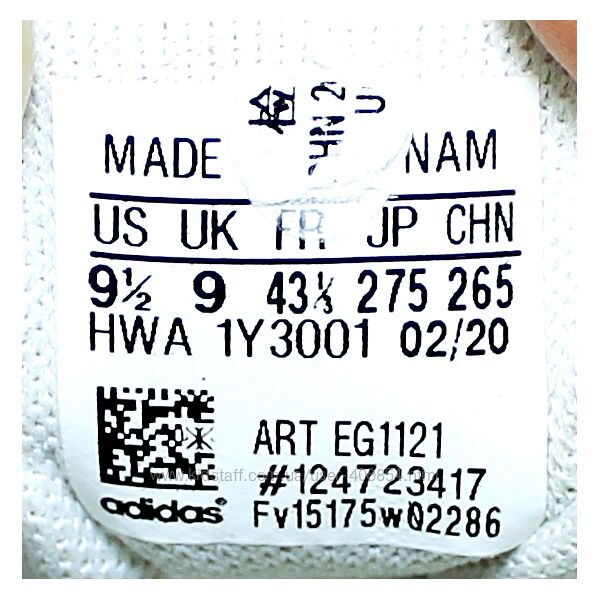 MADE NAM
US UK FR JP CHN
9½ 9 43⅓ 275 265
HWA 1Y3001 02/20
ART EG1121
#124723417
adidas® Fv15175w02286